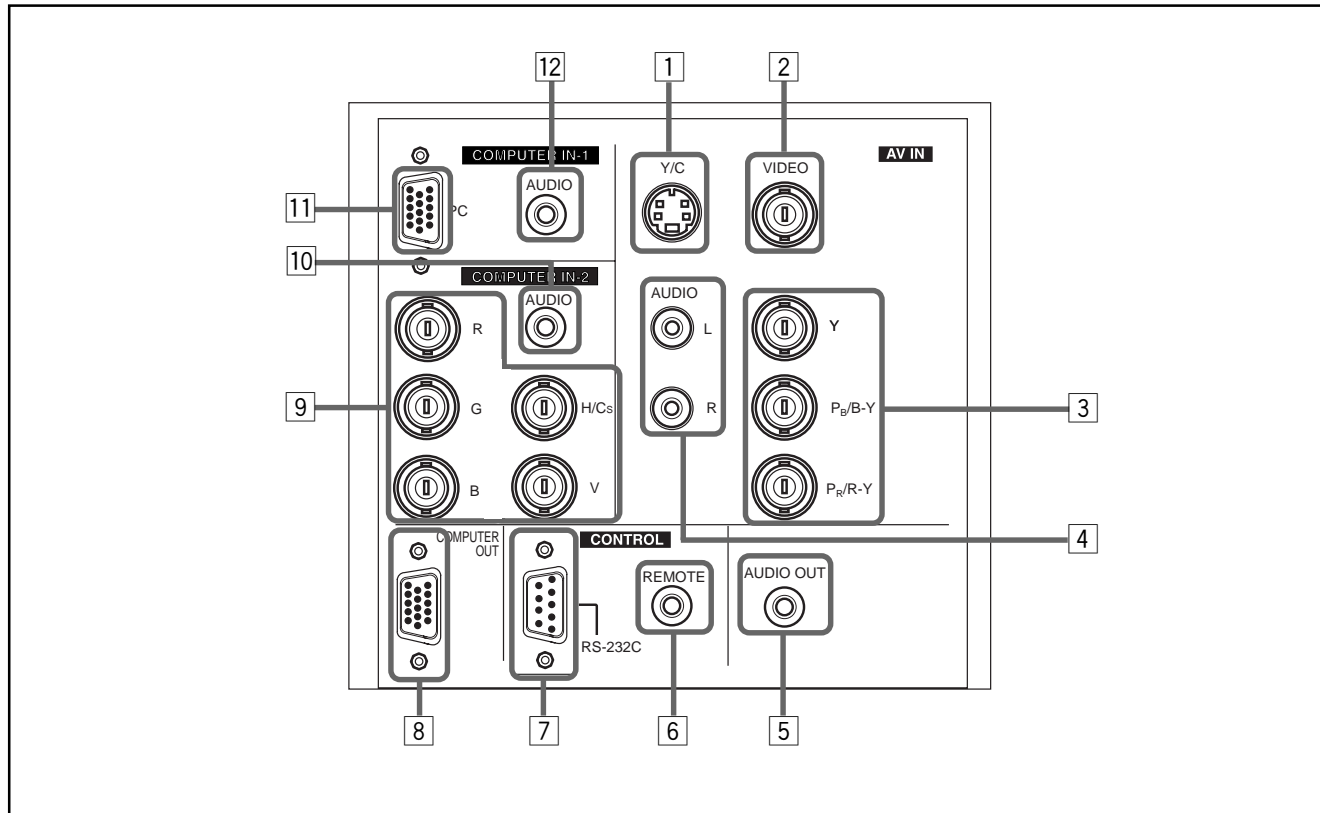 12
1
2
COMPUTER IN-1
AV IN
AUDIO
Y/C
VIDEO
11
PC
10
COMPUTER IN-2
AUDIO
AUDIO
R
L
Y
9
G
H/Cs
R
PB/B-Y
3
B
V
PR/R-Y
4
COMPUTER
OUT
CONTROL
REMOTE
AUDIO OUT
RS-232C
8
7
6
5